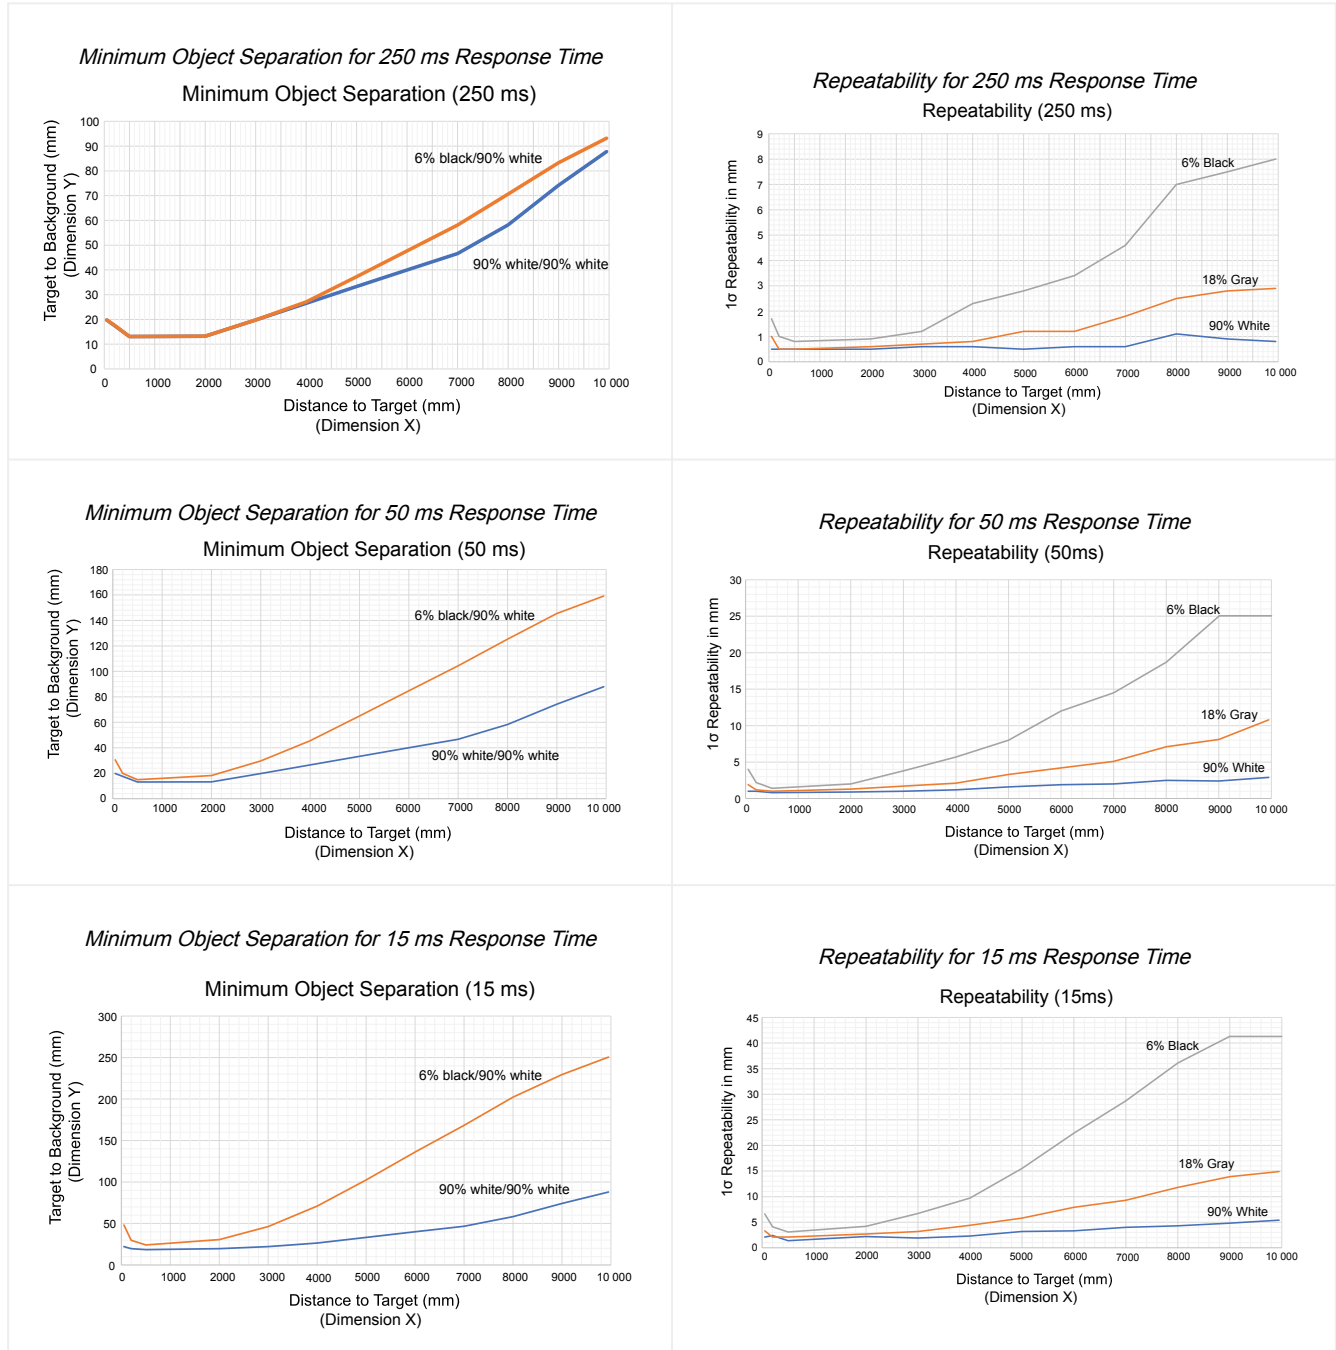 Minimum Object Separation for 250 ms Response Time
Minimum Object Separation (250 ms)
Target to Background (mm)
(Dimension Y)
100
90
80
70
60
50
40
30
20
10
0
6% black/90% white
90% white/90% white
0 1000 2000 3000 4000 5000 6000 7000 8000 9000 10 000
Distance to Target (mm)
(Dimension X)
Repeatability for 250 ms Response Time
Repeatability (250 ms)
1σ Repeatability in mm
9
8
7
6
5
4
3
2
1
0
6% Black
18% Gray
90% White
0 1000 2000 3000 4000 5000 6000 7000 8000 9000 10 000
Distance to Target (mm)
(Dimension X)
Minimum Object Separation for 50 ms Response Time
Minimum Object Separation (50 ms)
Target to Background (mm)
(Dimension Y)
180
160
140
120
100
80
60
40
20
0
6% black/90% white
90% white/90% white
0 1000 2000 3000 4000 5000 6000 7000 8000 9000 10 000
Distance to Target (mm)
(Dimension X)
Repeatability for 50 ms Response Time
Repeatability (50ms)
1σ Repeatability in mm
30
25
20
15
10
5
0
6% Black
18% Gray
90% White
0 1000 2000 3000 4000 5000 6000 7000 8000 9000 10 000
Distance to Target (mm)
(Dimension X)
Minimum Object Separation for 15 ms Response Time
Minimum Object Separation (15 ms)
Target to Background (mm)
(Dimension Y)
300
250
200
150
100
50
0
6% black/90% white
90% white/90% white
0 1000 2000 3000 4000 5000 6000 7000 8000 9000 10 000
Distance to Target (mm)
(Dimension X)
Repeatability for 15 ms Response Time
Repeatability (15ms)
1σ Repeatability in mm
45
40
35
30
25
20
15
10
5
0
6% Black
18% Gray
90% White
0 1000 2000 3000 4000 5000 6000 7000 8000 9000 10 000
Distance to Target (mm)
(Dimension X)